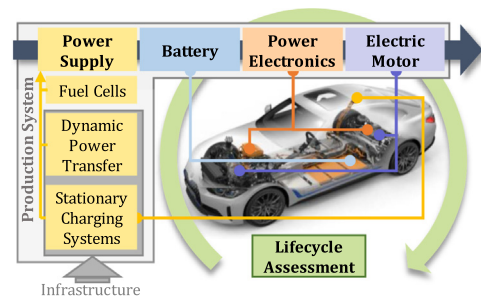 Power
Supply
Battery
Power
Electronics
Electric
Motor
Production System
Fuel Cells
Dynamic
Power
Transfer
Stationary
Charging
Systems
Lifecycle
Assessment
Infrastructure